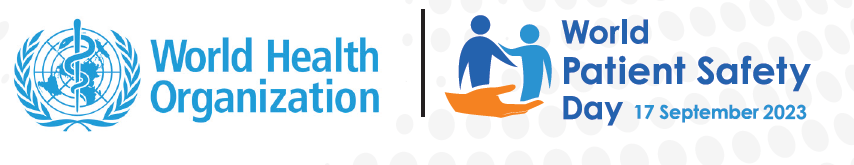 World Health
Organization
World
Patient Safety
Day 17 September 2023